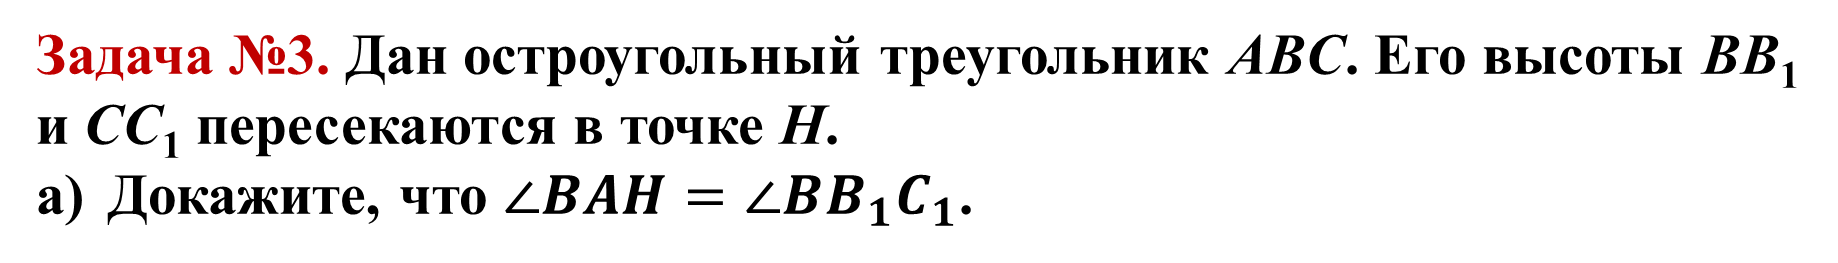 Задача №3. Дан остроугольный треугольник ABC. Его высоты BB₁
и CC₁ пересекаются в точке H.
а) Докажите, что ∠BAH = ∠BB₁C₁.